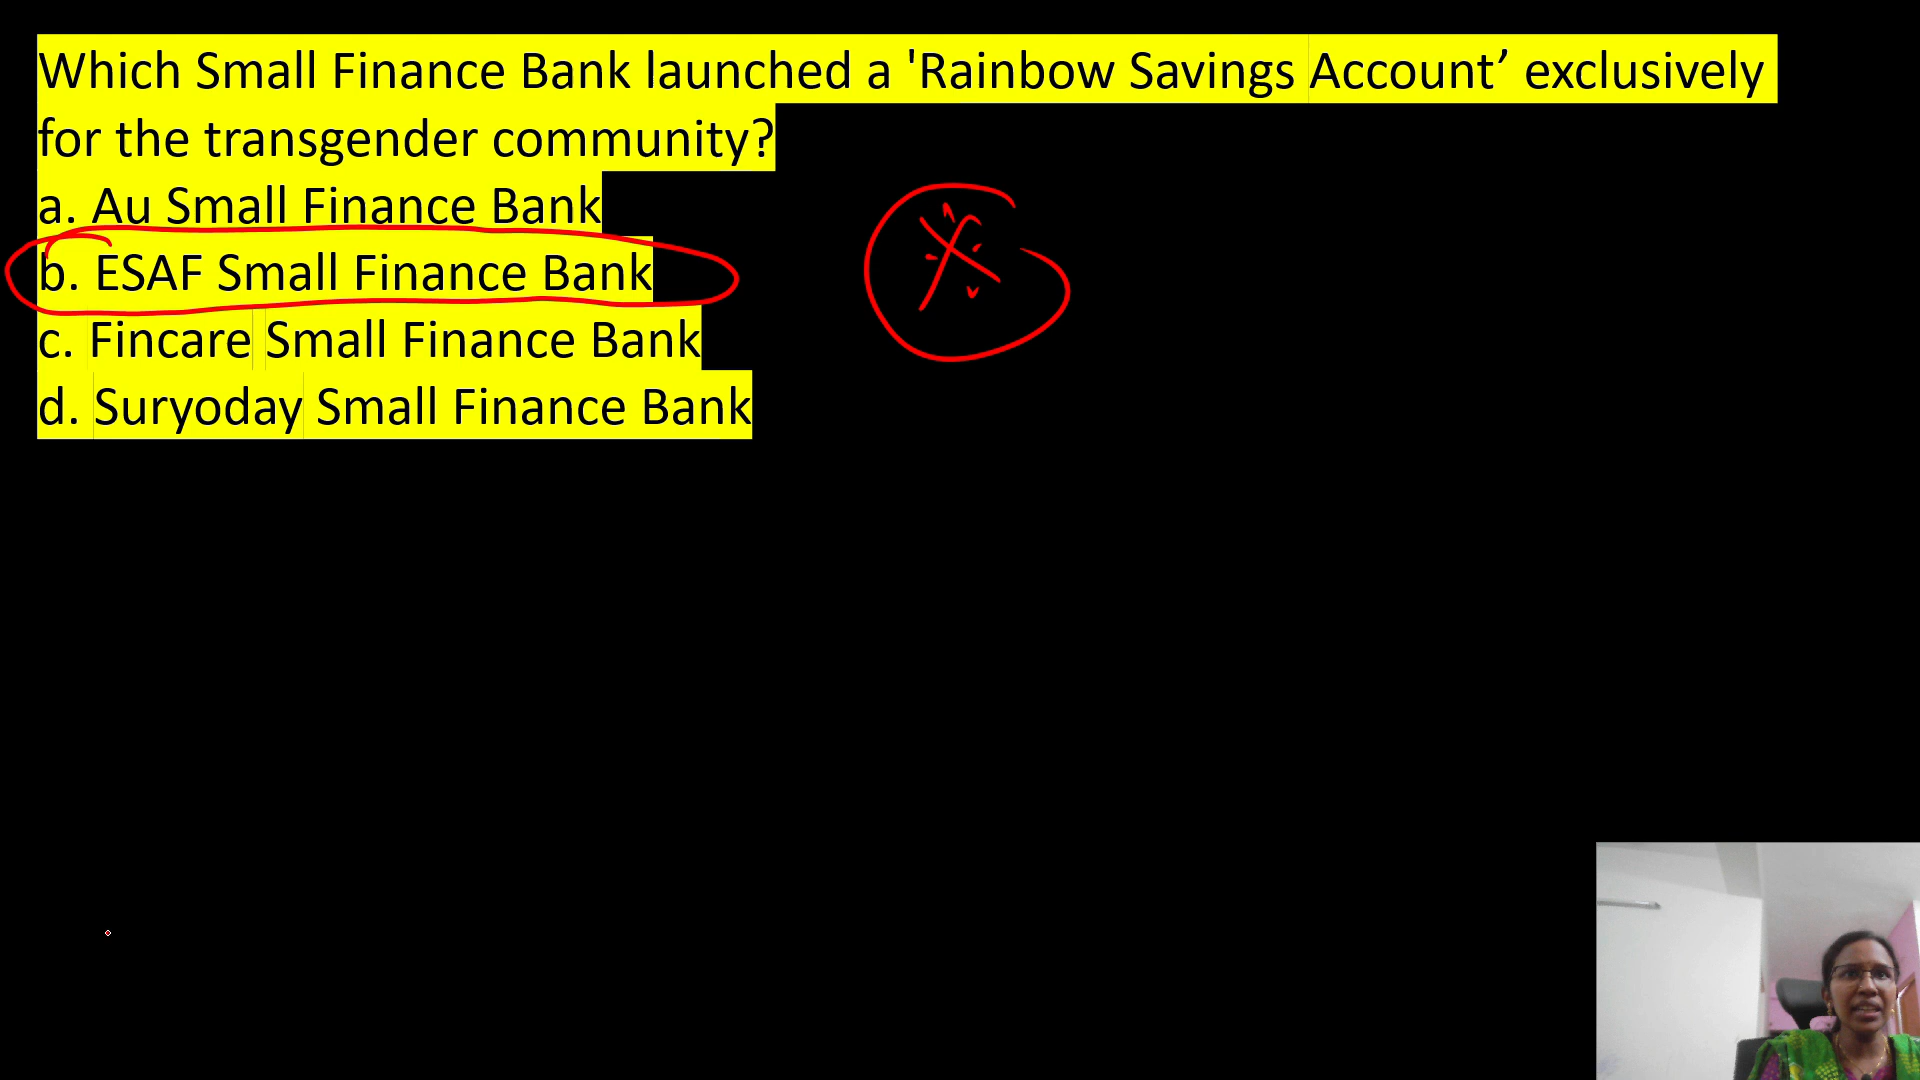 Which Small Finance Bank launched a 'Rainbow Savings Account’ exclusively
for the transgender community?
a. Au Small Finance Bank
b. ESAF Small Finance Bank
c. Fincare Small Finance Bank
d. Suryoday Small Finance Bank